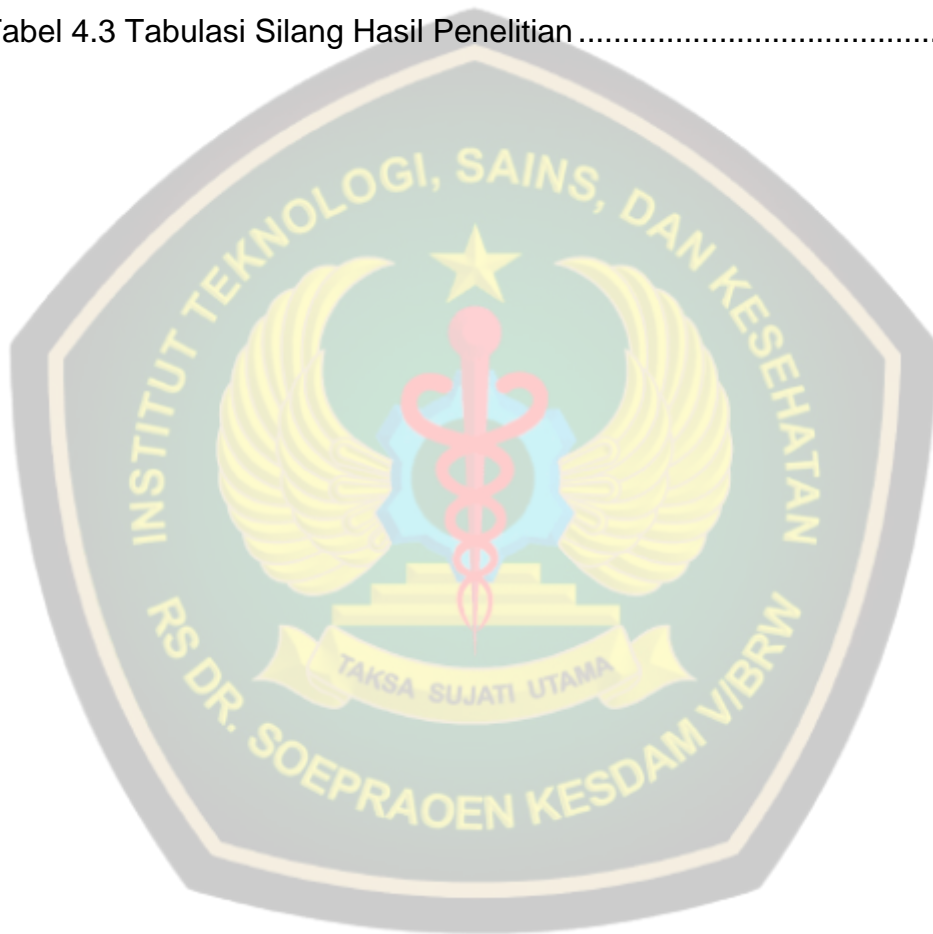 Tabel 4.3 Tabulasi Silang Hasil Penelitian ........................................
INSTITUT TEKNOLOGI, SAINS, DAN KESEHATAN
TAKSA SUJATI UTAMA
RS DR. SOEPRAOEN KESDAM V/BRW